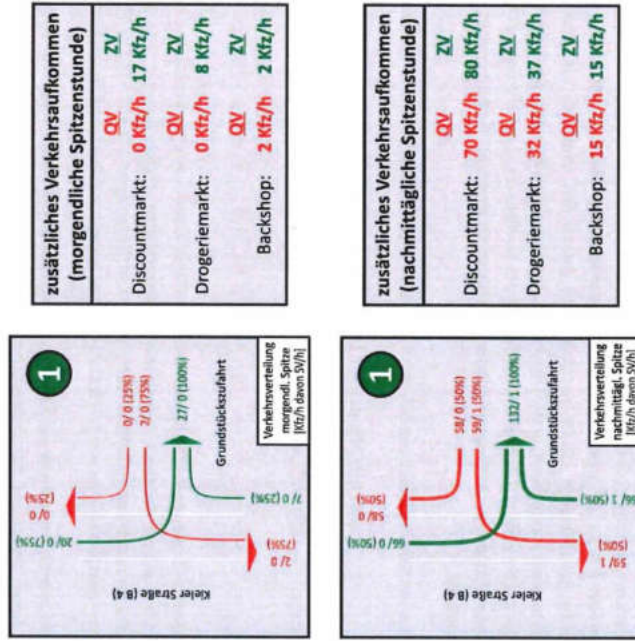 zusätzliches Verkehrsaufkommen
(morgendliche Spitzenstunde)
QV ZV
Discountmarkt: 0 Kfz/h 17 Kfz/h
QV ZV
Drogeriemarkt: 0 Kfz/h 8 Kfz/h
QV ZV
Backshop: 2 Kfz/h 2 Kfz/h
zusätzliches Verkehrsaufkommen
(nachmittägliche Spitzenstunde)
QV ZV
Discountmarkt: 70 Kfz/h 80 Kfz/h
QV ZV
Drogeriemarkt: 32 Kfz/h 37 Kfz/h
QV ZV
Backshop: 15 Kfz/h 15 Kfz/h
1
Kieler Straße (B 4)
0/ 0
(25%)
20/ 0 (75%)
0/ 0 (25%)
2/ 0 (75%)
27/ 0 (100%)
Grundstückszufahrt
7/ 0 (25%)
2/ 0
(75%)
Verkehrsverteilung
morgendl. Spitze
[Kfz/h davon SV/h]
1
Kieler Straße (B 4)
58/ 0
(50%)
66/ 0 (50%)
58/ 0 (50%)
59/ 1 (50%)
132/ 1 (100%)
Grundstückszufahrt
66/ 1 (50%)
59/ 1
(50%)
Verkehrsverteilung
nachmittägl. Spitze
[Kfz/h davon SV/h]